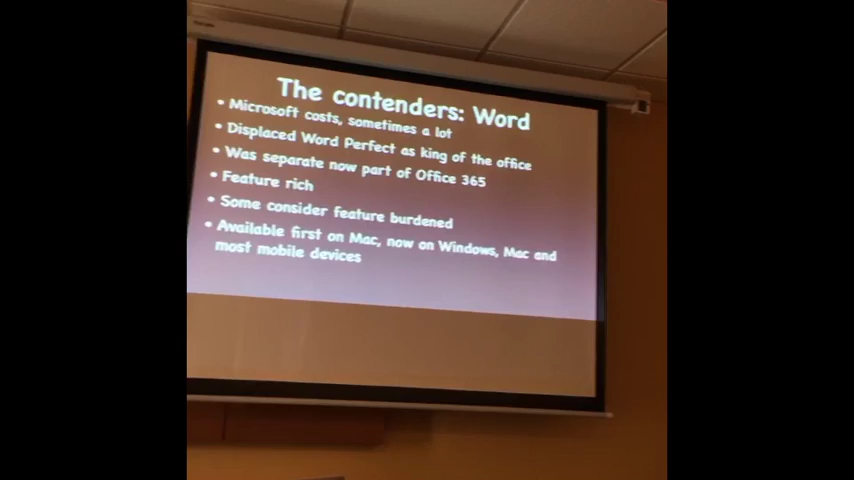 The contenders: Word
• Microsoft costs, sometimes a lot
• Displaced Word Perfect as king of the office
• Was separate now part of Office 365
• Feature rich
• Some consider feature burdened
• Available first on Mac, now on Windows, Mac and
most mobile devices